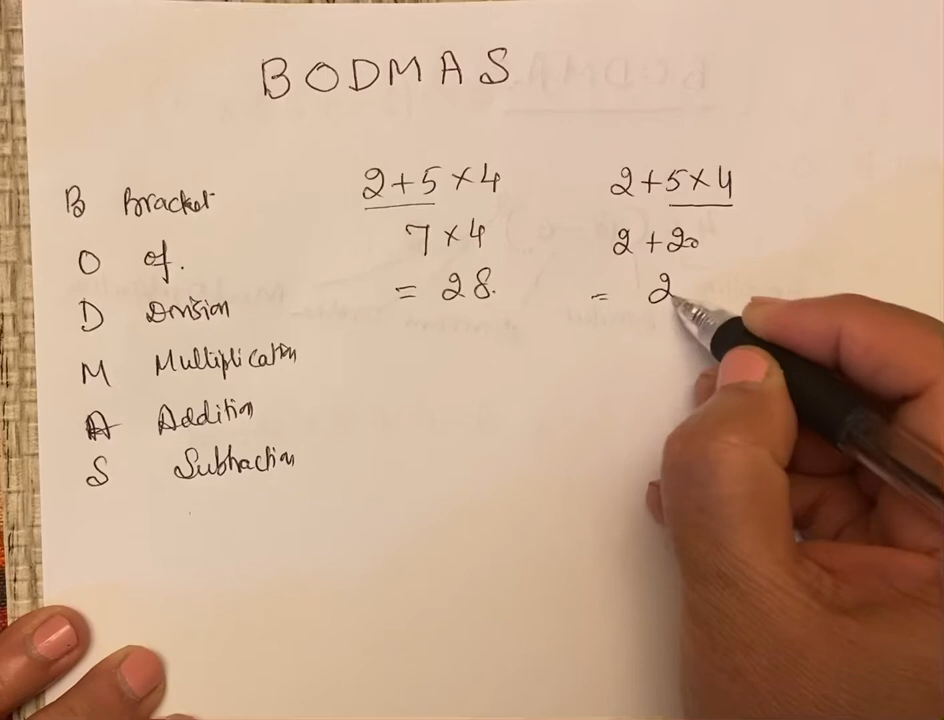 BODMAS
B Bracket
O of.
D Division
M Multiplication
A Addition
S Subtraction
2+5×4
7×4
= 28.
2+5×4
2+20
= 2